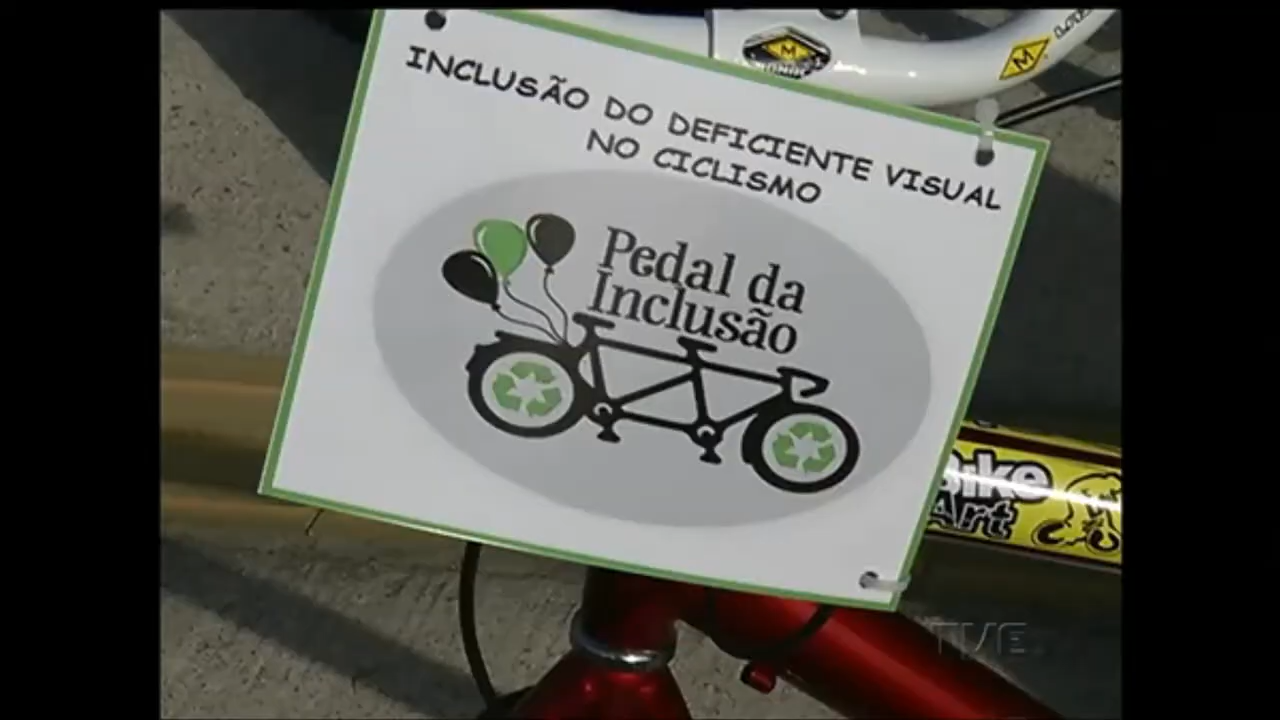 INCLUSÃO DO DEFICIENTE VISUAL
NO CICLISMO
Pedal da
Inclusão
M
M
Bike
Art
TVE